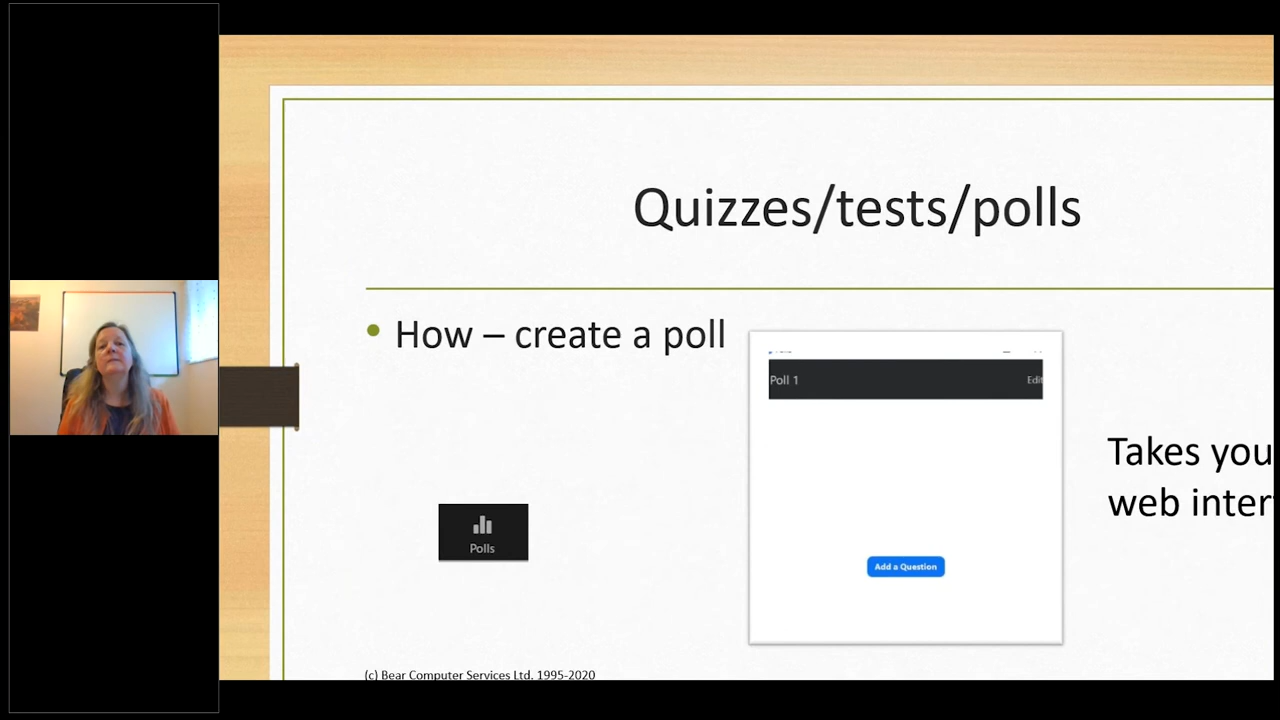 Quizzes/tests/polls
• How – create a poll
Poll 1
Edit
Takes you
web inter
Polls
Add a Question
(c) Bear Computer Services Ltd. 1995-2020